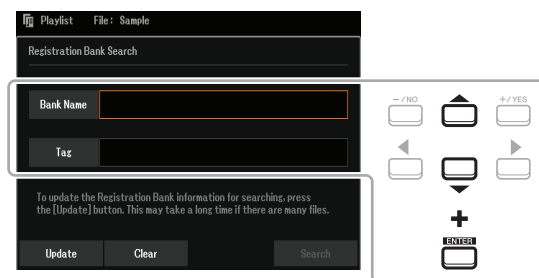 Playlist File: Sample
Registration Bank Search
Bank Name
Tag
To update the Registration Bank information for searching, press
the [Update] button. This may take a long time if there are many files.
Update Clear Search
-/NO +/YES
+
ENTER